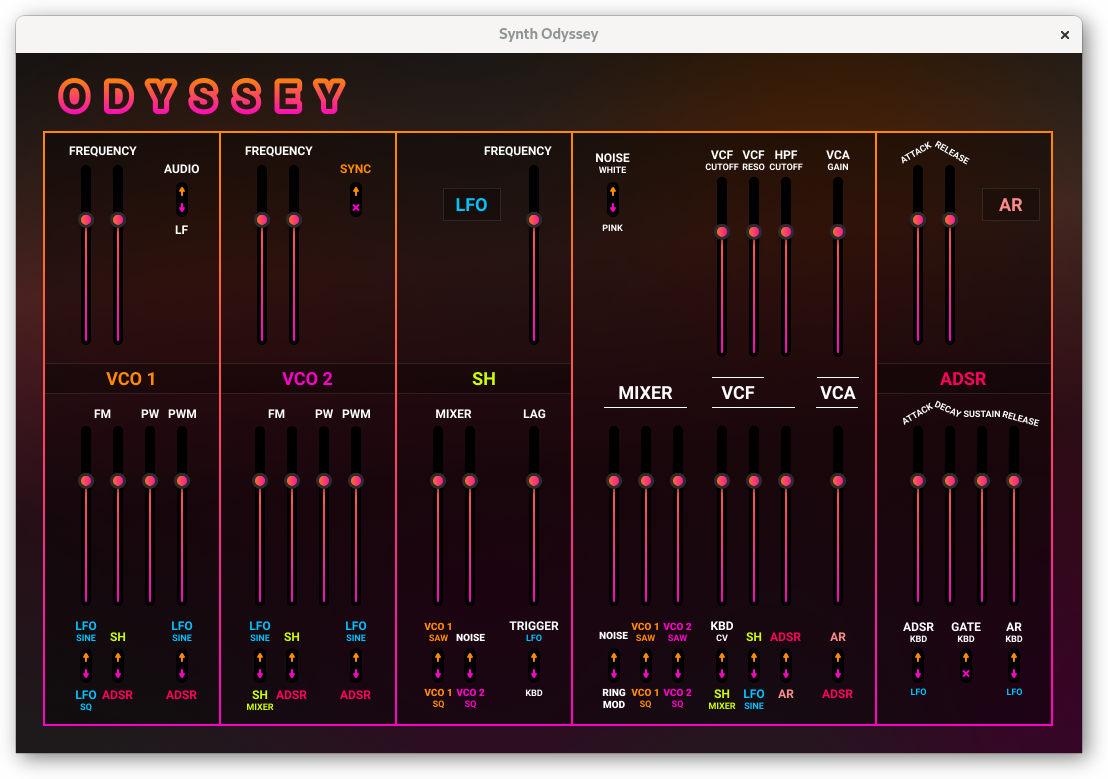 Synth Odyssey
ODYSSEY
FREQUENCY
AUDIO
LF
VCO 1
FM PW PWM
LFO
SINE
SH
LFO
SINE
LFO
SQ
ADSR
ADSR
FREQUENCY
SYNC
VCO 2
FM PW PWM
LFO
SINE
SH
LFO
SINE
SH
MIXER
ADSR
ADSR
FREQUENCY
LFO
SH
MIXER LAG
VCO 1
SAW
NOISE
TRIGGER
LFO
VCO 1
SQ
VCO 2
SQ
KBD
NOISE
WHITE
PINK
VCF
CUTOFF
VCF
RESO
HPF
CUTOFF
VCA
GAIN
MIXER VCF VCA
NOISE
VCO 1
SAW
VCO 2
SAW
KBD
CV
SH
ADSR
AR
RING
MOD
VCO 1
SQ
VCO 2
SQ
SH
MIXER
LFO
SINE
AR
ADSR
ATTACK RELEASE
AR
ADSR
ATTACK DECAY SUSTAIN RELEASE
ADSR
KBD
GATE
KBD
AR
KBD
LFO
LFO